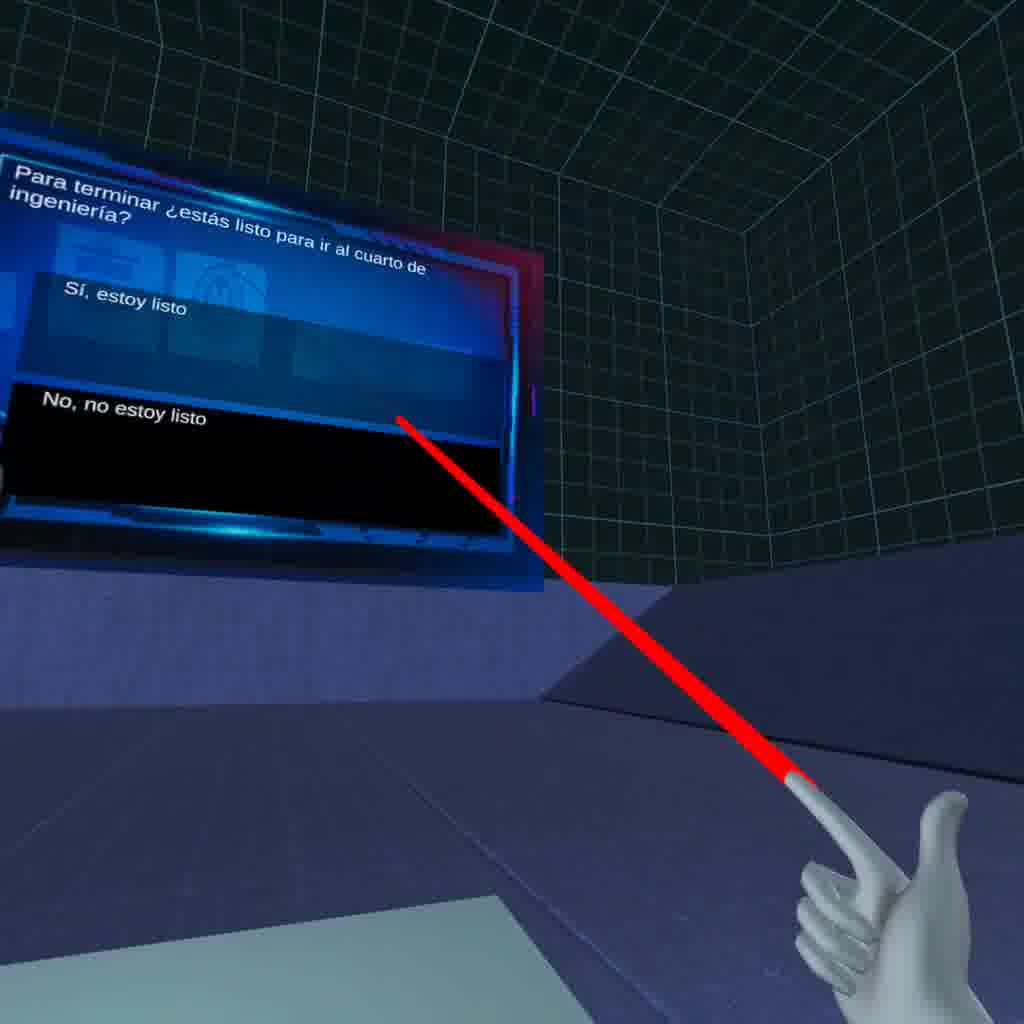 Para terminar ¿estás listo para ir al cuarto de
ingeniería?
Sí, estoy listo
No, no estoy listo